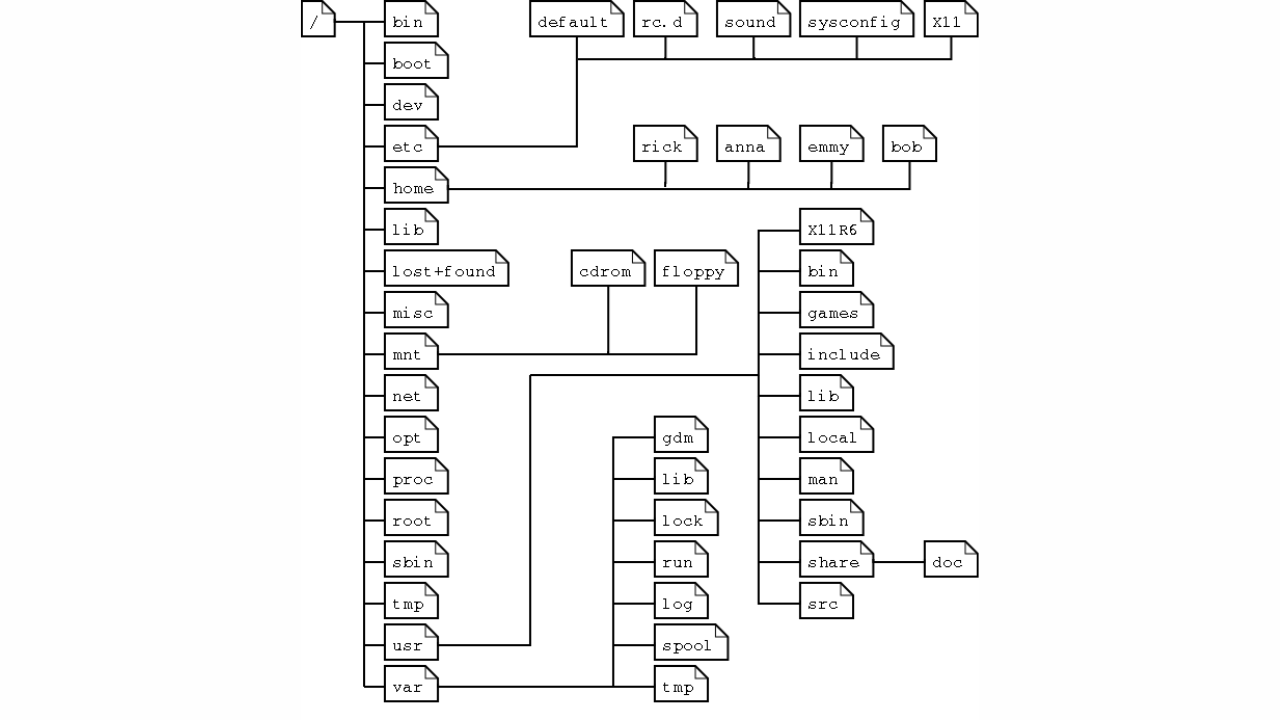 / bin default rc.d sound sysconfig X11
boot
dev
etc rick anna emmy bob
home
lib X11R6
lost+found cdrom floppy bin
misc games
mnt include
net lib
opt gdm local
proc lib man
root lock sbin
sbin run share doc
tmp log src
usr spool
var tmp